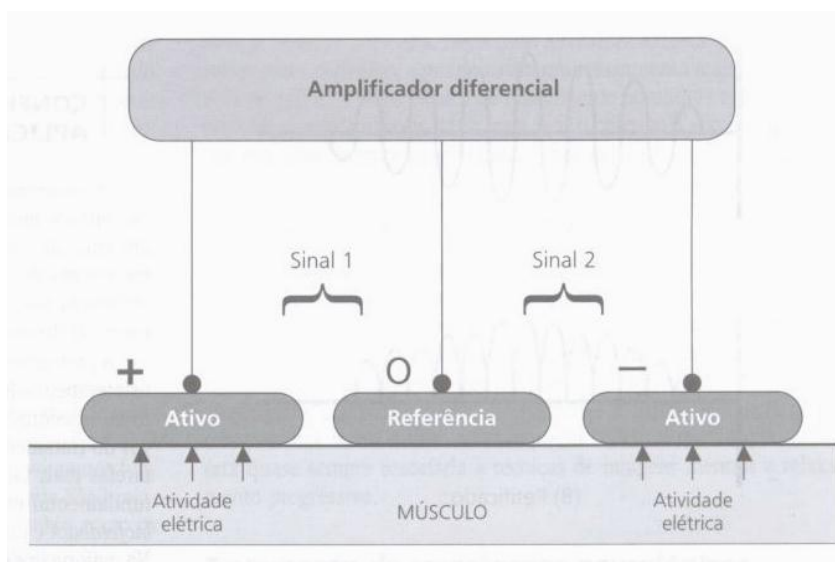 Amplificador diferencial
Sinal 1
Sinal 2
+
O
−
Ativo
Referência
Ativo
Atividade
elétrica
MÚSCULO
Atividade
elétrica